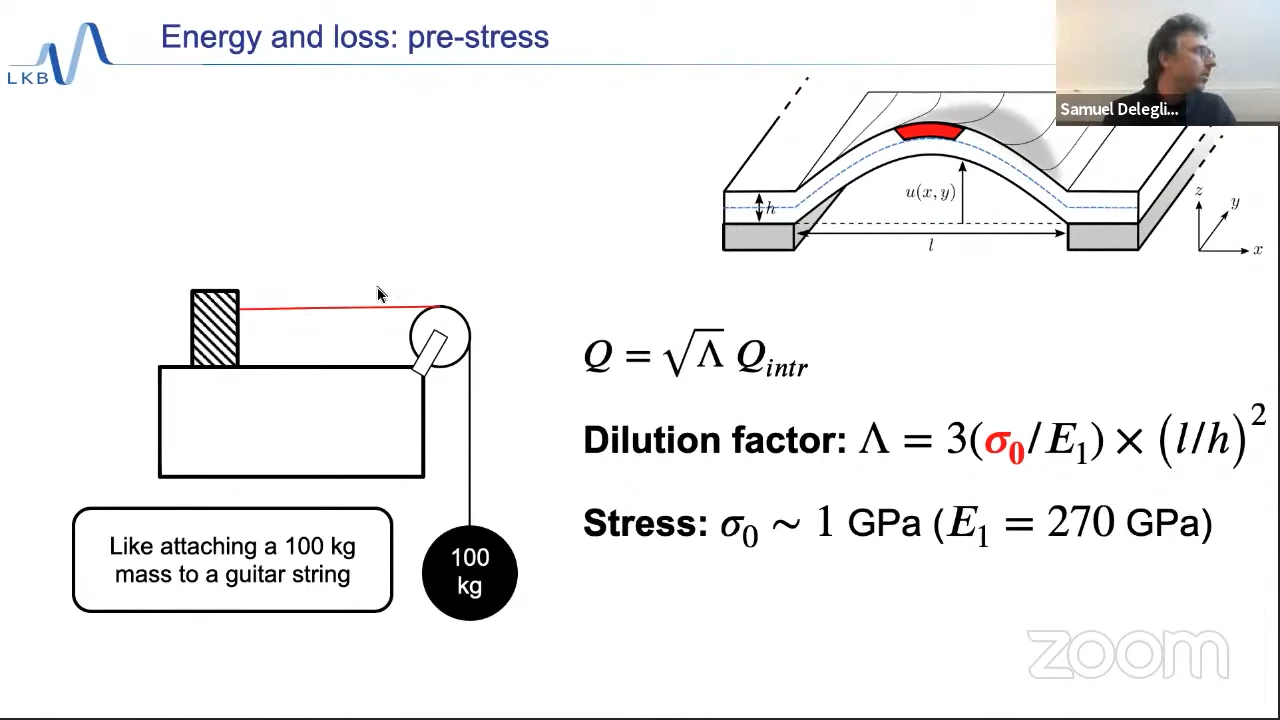 Energy and loss: pre-stress
LKB
Samuel Delegli...
h
u(x,y)
l
z
y
x
Q = √Λ Q_intr
Dilution factor: Λ = 3(σ₀/E₁) × (l/h)²
Stress: σ₀ ~ 1 GPa (E₁ = 270 GPa)
Like attaching a 100 kg
mass to a guitar string
100
kg
zoom